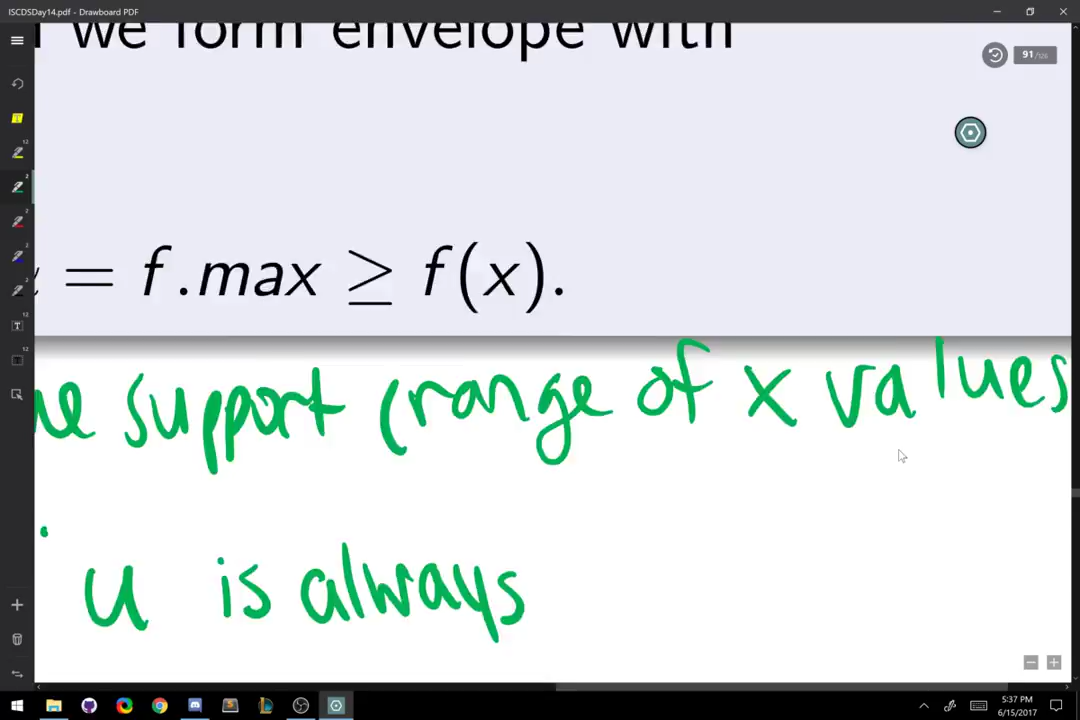 ISCDSDay14.pdf - Drawboard PDF
we form envelope with
91/126
= f.max ≥ f(x).
support (range of x values
u is always
5:37 PM
6/15/2017